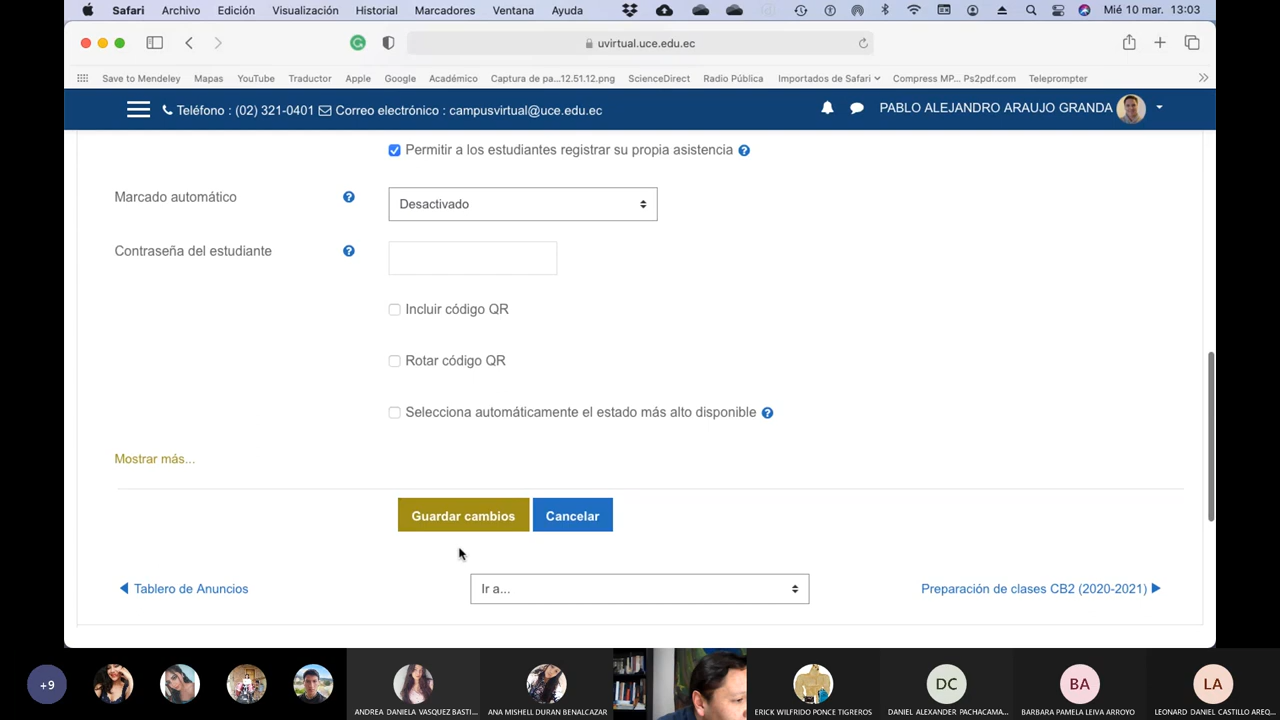 Safari Archivo Edición Visualización Historial Marcadores Ventana Ayuda Mié 10 mar. 13:03
uvirtual.uce.edu.ec
Save to Mendeley Mapas YouTube Traductor Apple Google Académico Captura de pa...12.51.12.png ScienceDirect Radio Pública Importados de Safari Compress MP... Ps2pdf.com Teleprompter
Teléfono : (02) 321-0401 Correo electrónico : campusvirtual@uce.edu.ec PABLO ALEJANDRO ARAUJO GRANDA
Permitir a los estudiantes registrar su propia asistencia
Marcado automático Desactivado
Contraseña del estudiante
Incluir código QR
Rotar código QR
Selecciona automáticamente el estado más alto disponible
Mostrar más...
Guardar cambios Cancelar
Tablero de Anuncios Ir a... Preparación de clases CB2 (2020-2021)
+9 DC BA LA
ANDREA DANIELA VASQUEZ BASTI... ANA MISHELL DURAN BENALCAZAR ERICK WILFRIDO PONCE TIGREROS DANIEL ALEXANDER PACHACAMA... BARBARA PAMELA LEIVA ARROYO LEONARD DANIEL CASTILLO AREQ...